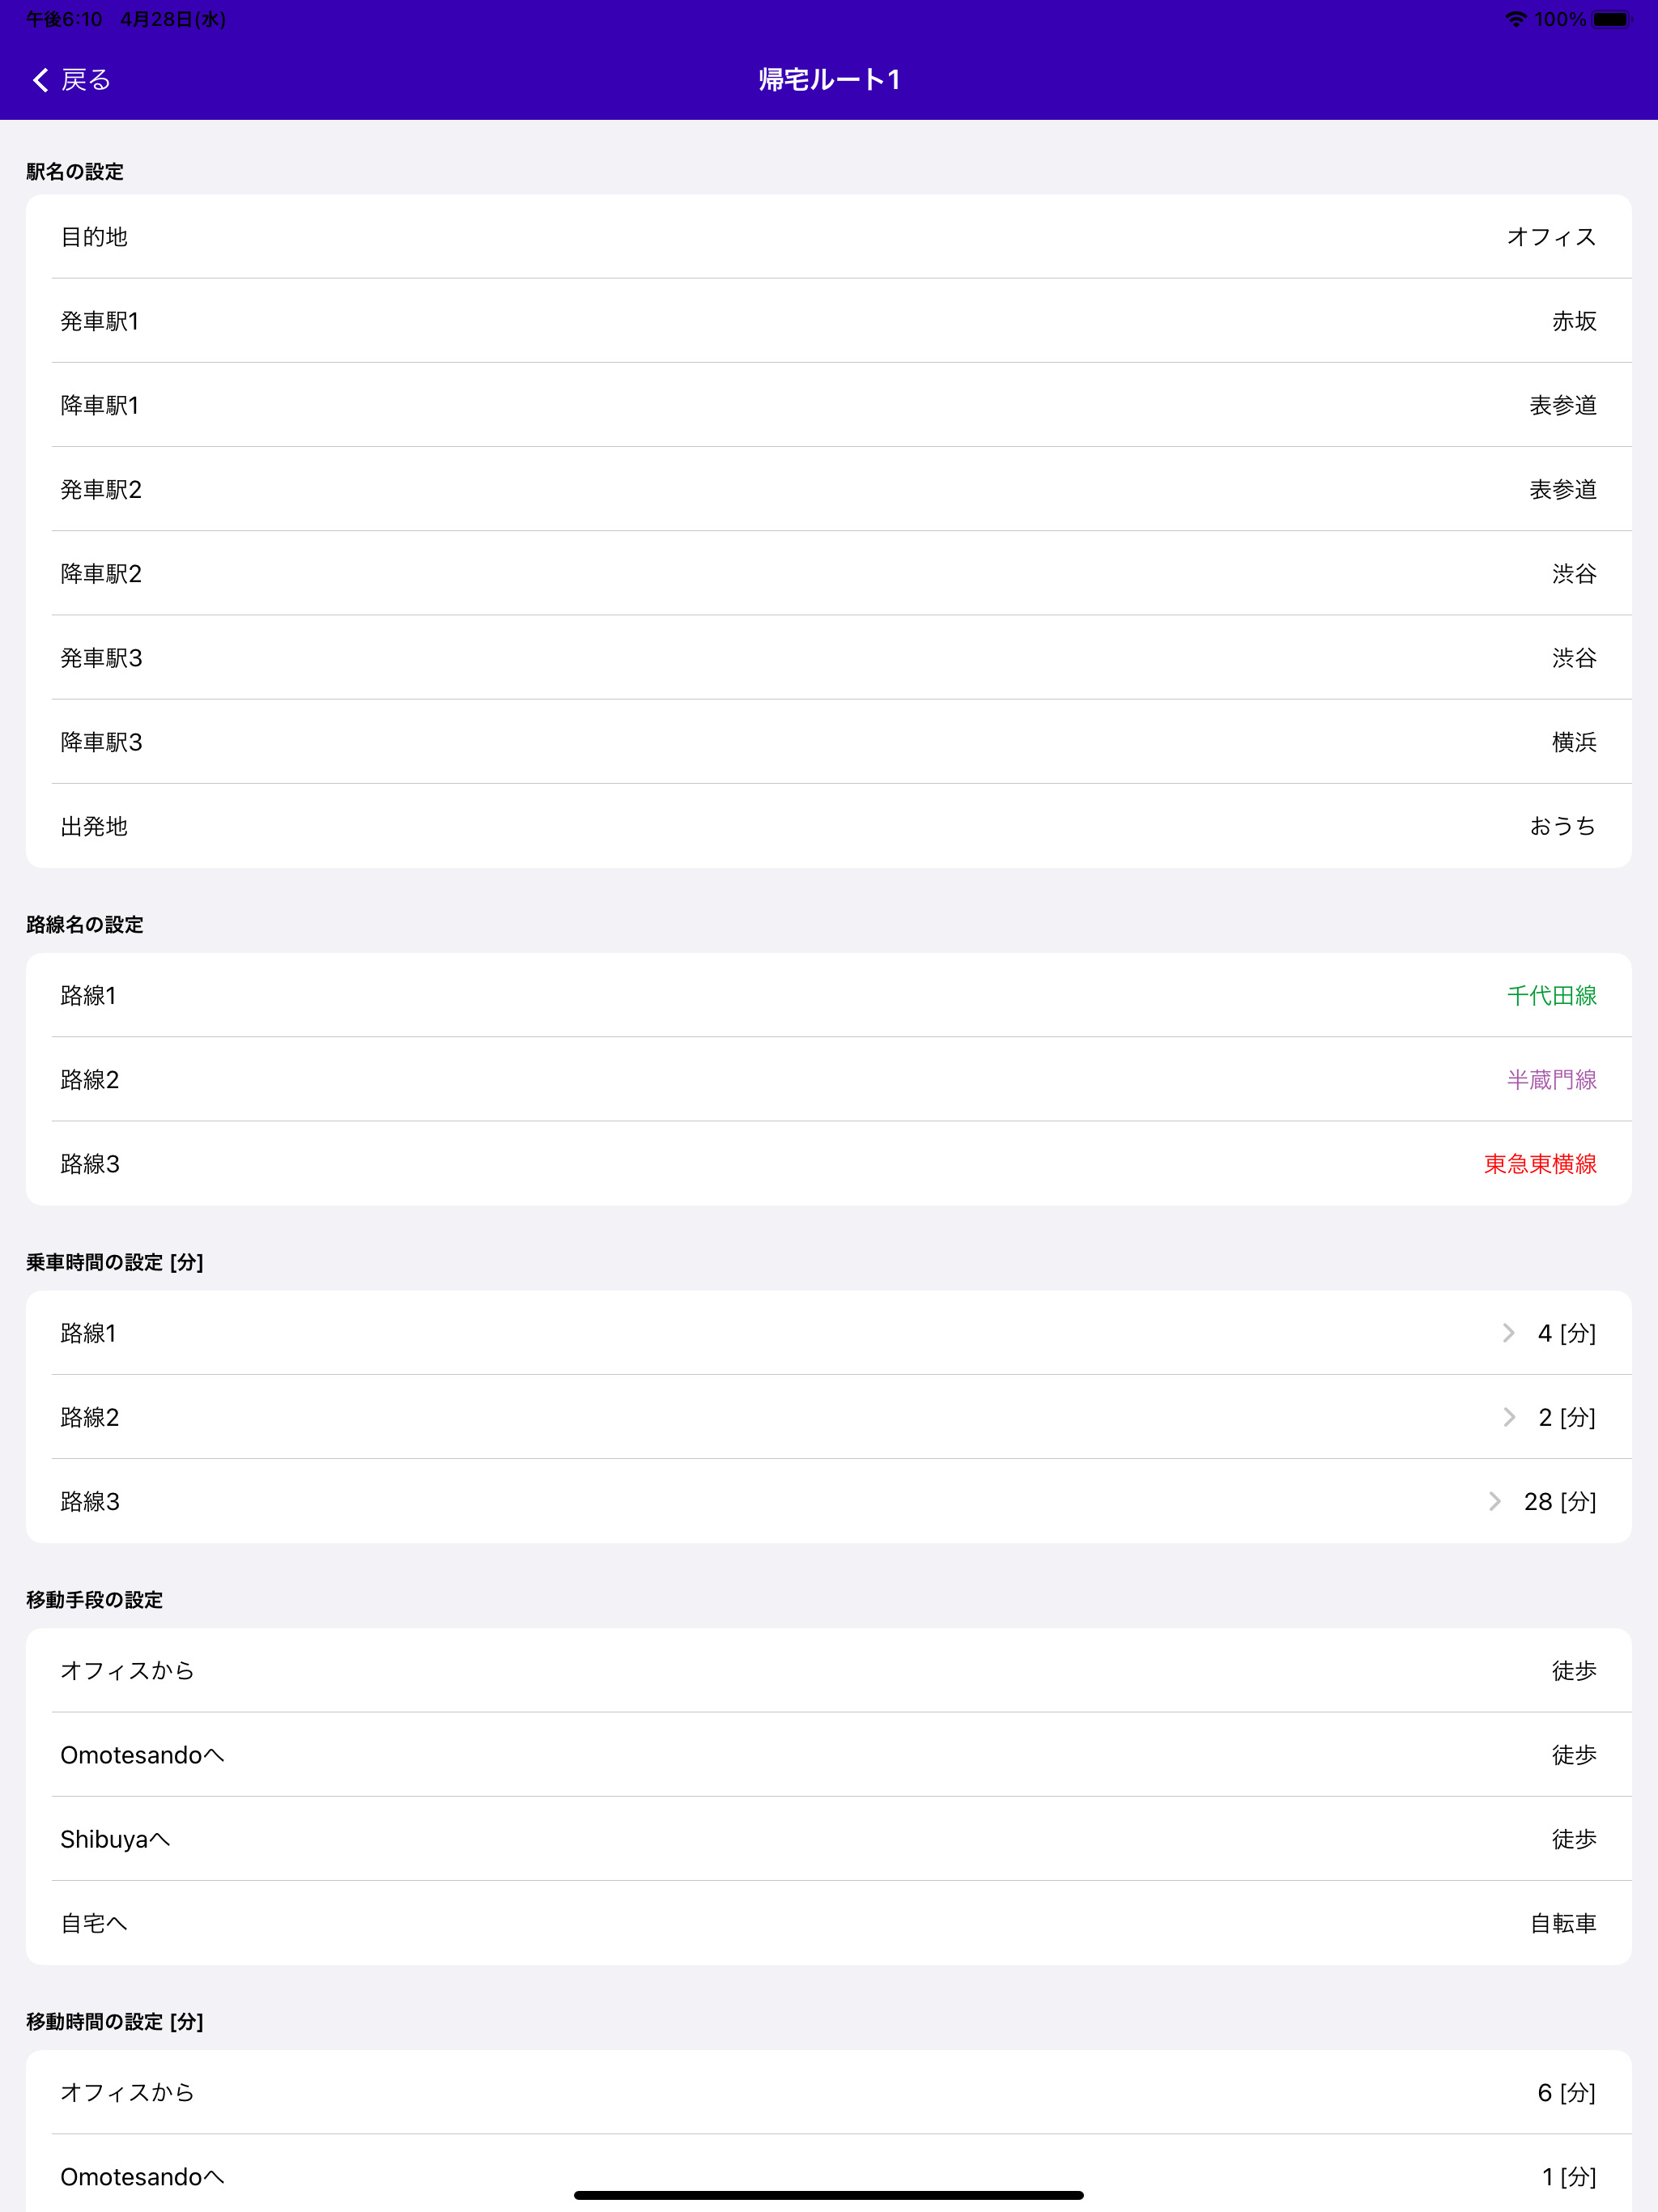 午後6:10 4月28日(水) 100%
戻る 帰宅ルート1
駅名の設定
目的地 オフィス
発車駅1 赤坂
降車駅1 表参道
発車駅2 表参道
降車駅2 渋谷
発車駅3 渋谷
降車駅3 横浜
出発地 おうち
路線名の設定
路線1 千代田線
路線2 半蔵門線
路線3 東急東横線
乗車時間の設定 [分]
路線1 4 [分]
路線2 2 [分]
路線3 28 [分]
移動手段の設定
オフィスから 徒歩
Omotesandoへ 徒歩
Shibuyaへ 徒歩
自宅へ 自転車
移動時間の設定 [分]
オフィスから 6 [分]
Omotesandoへ 1 [分]